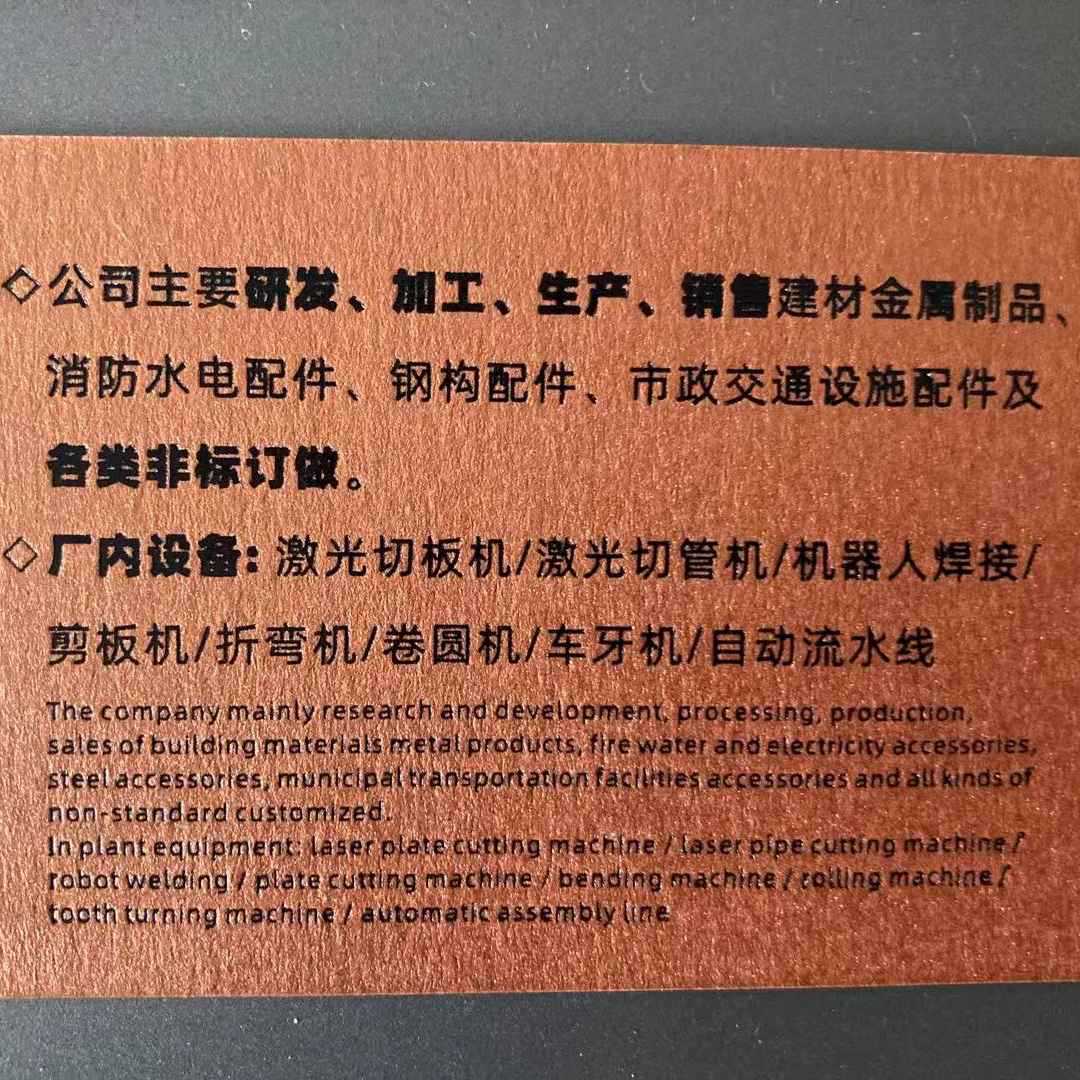 ◇公司主要研发、加工、生产、销售建材金属制品、
消防水电配件、钢构配件、市政交通设施配件及
各类非标订做。
◇厂内设备:激光切板机/激光切管机/机器人焊接/
剪板机/折弯机/卷圆机/车牙机/自动流水线
The company mainly research and development, processing, production,
sales of building materials metal products, fire water and electricity accessories,
steel accessories, municipal transportation facilities accessories and all kinds of
non-standard customized.
In plant equipment: laser plate cutting machine / laser pipe cutting machine /
robot welding / plate cutting machine / bending machine / rolling machine /
tooth turning machine / automatic assembly line